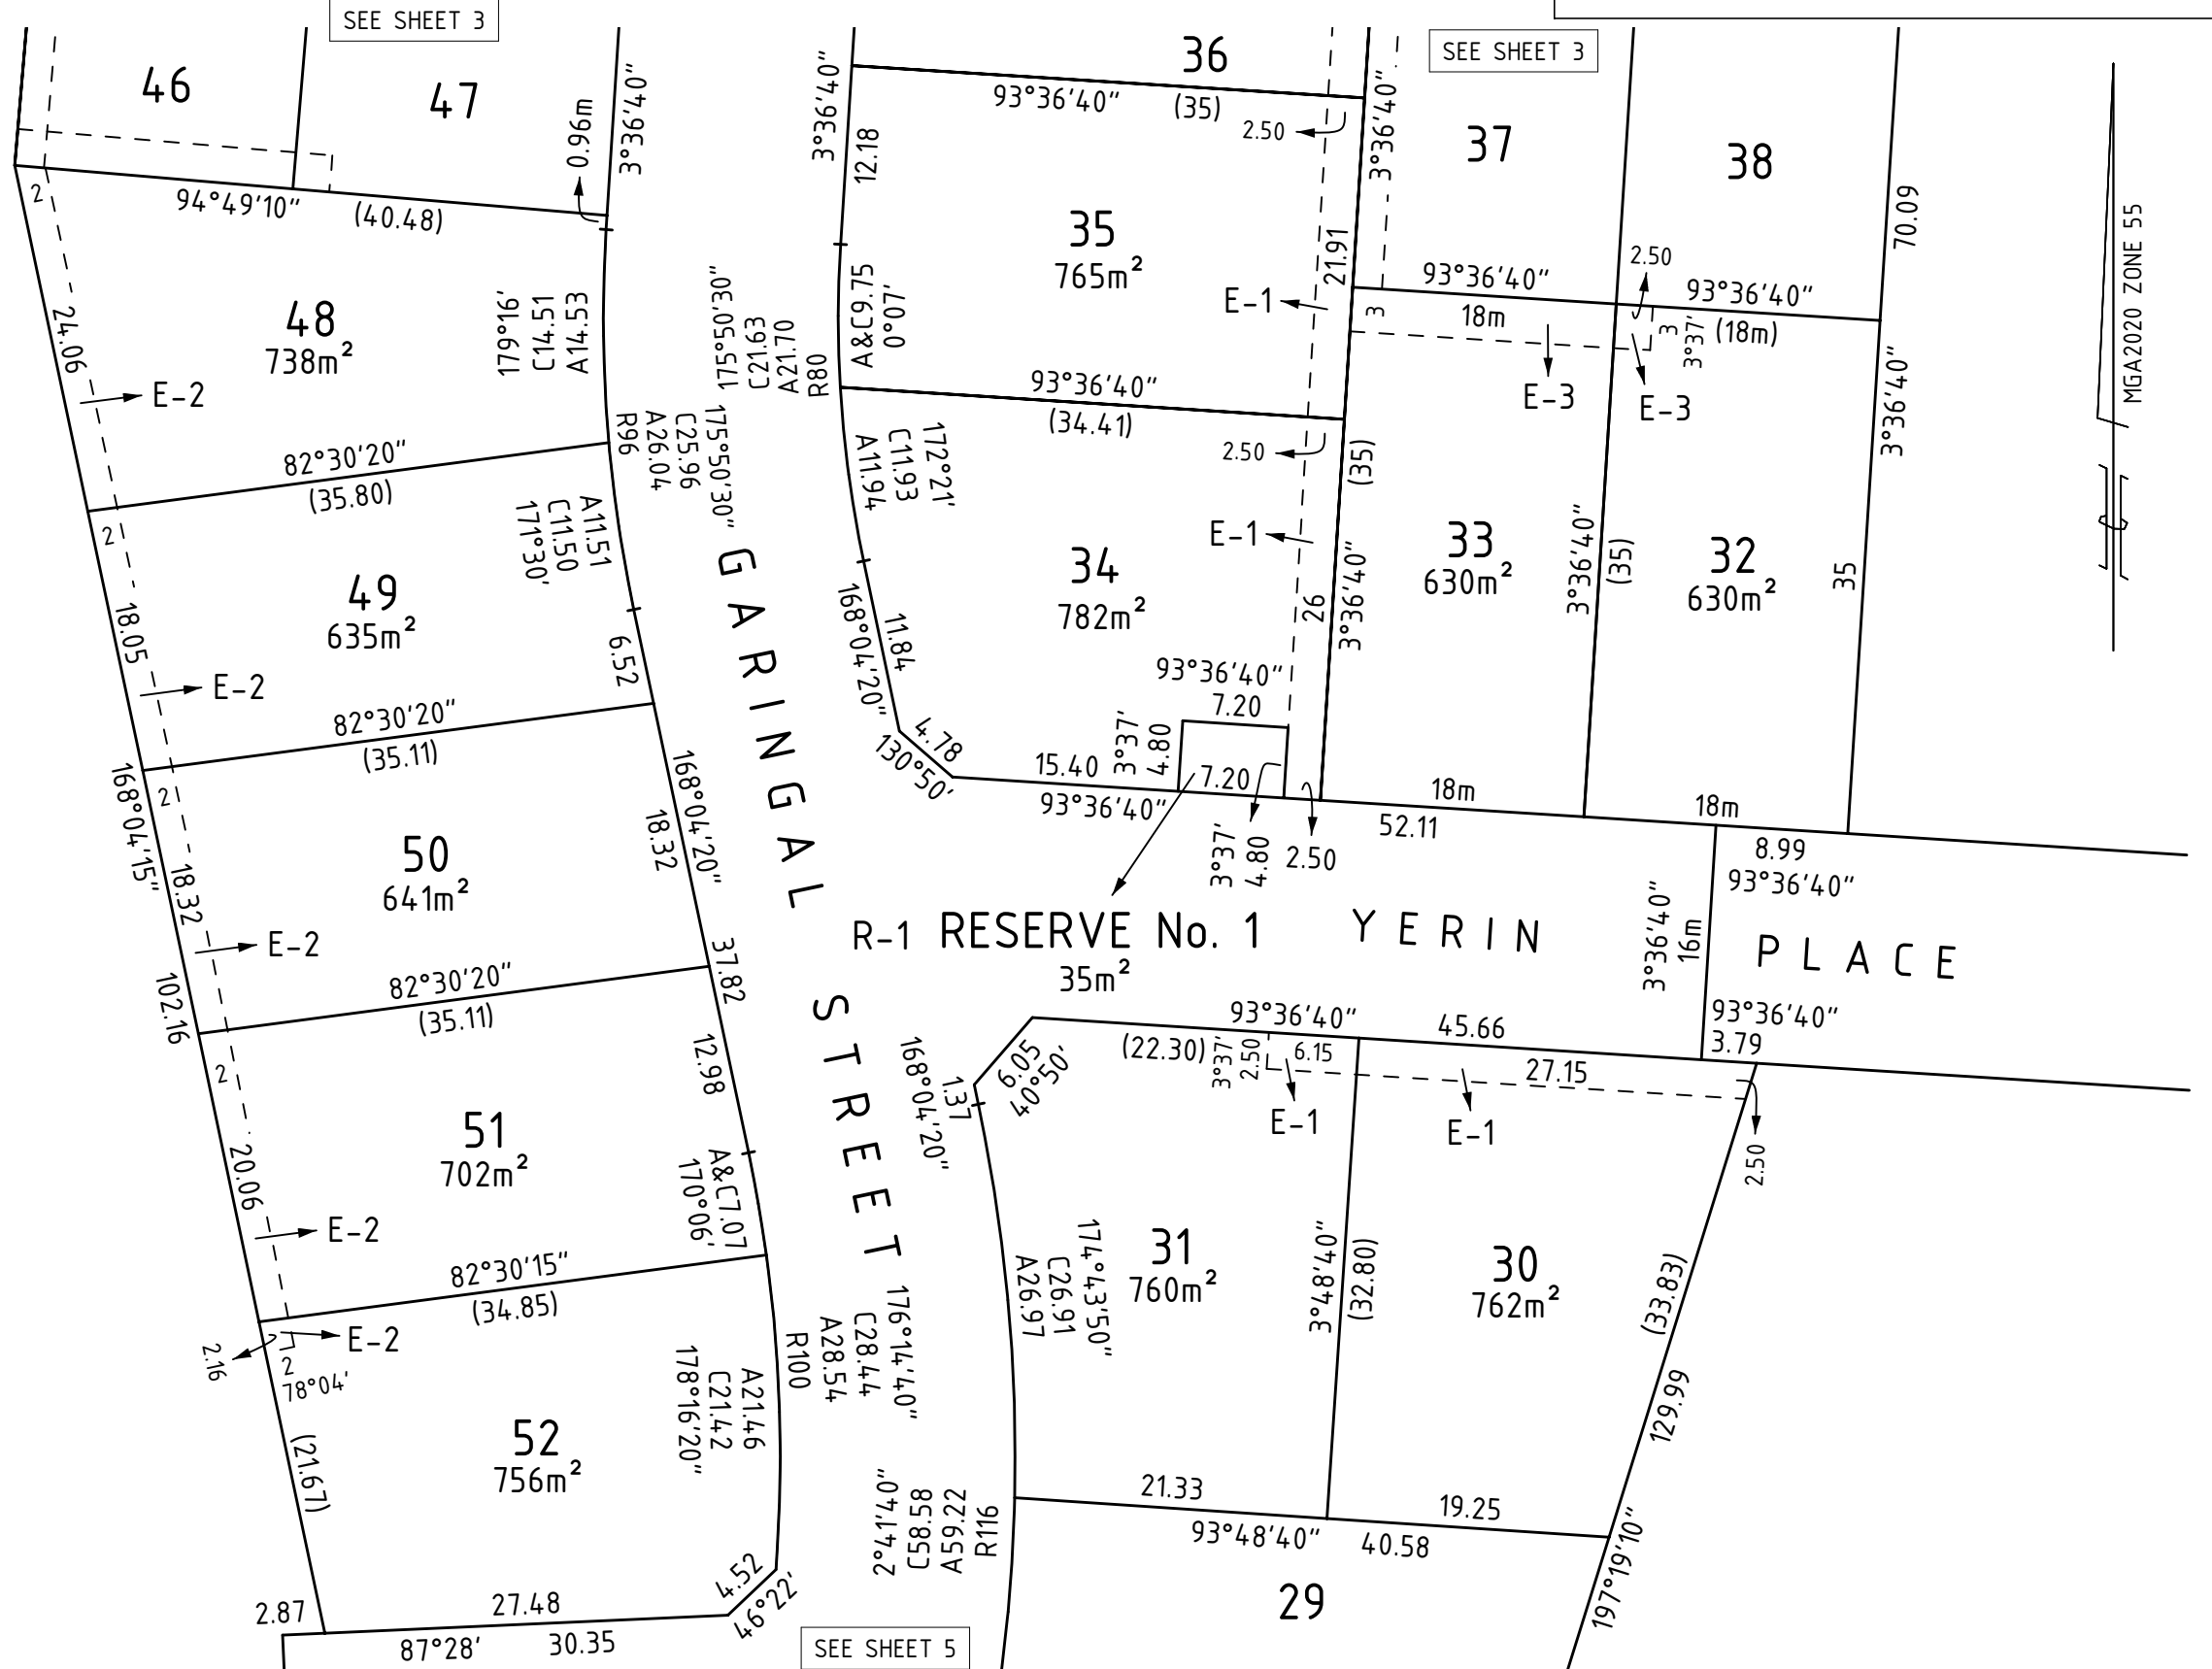 SEE SHEET 3
SEE SHEET 3
46
47
36
37
38
3°36'40"
0.96m
3°36'40"
12.18
93°36'40"
(35)
2.50
3°36'40"
70.09
MGA2020 ZONE 55
94°49'10"
(40.48)
2
24.06
48
738m²
E-2
179°16'
C14.51
A14.53
175°50'30"
C21.63
A21.70
R80
A&C9.75
0°07'
35
765m²
E-1
21.91
93°36'40"
18m
3
2.50
93°36'40"
(18m)
3
3°37'
E-3
E-3
3°36'40"
82°30'20"
(35.80)
R96
A26.04
C25.96
175°50'30"
93°36'40"
(34.41)
2.50
A11.94
C11.93
172°21'
(35)
2
49
635m²
18.05
E-2
A11.51
C11.50
171°30'
6.52
34
782m²
E-1
168°04'20"
11.84
26
3°36'40"
33
630m²
3°36'40"
(35)
32
630m²
35
82°30'20"
(35.11)
4.78
130°50'
93°36'40"
7.20
3°37'
4.80
15.40
7.20
93°36'40"
18m
18m
52.11
8.99
93°36'40"
3°37'
4.80
2.50
2
168°04'15"
50
641m²
18.32
E-2
168°04'20"
18.32
37.82
102.16
GARINGAL STREET
R-1 RESERVE No. 1
35m²
YERIN PLACE
3°36'40"
16m
93°36'40"
3.79
82°30'20"
(35.11)
2
51
702m²
20.06
E-2
12.98
A&C7.07
170°06'
168°04'20"
1.37
6.05
40°50'
93°36'40"
45.66
(22.30)
3°37'
2.50
6.15
27.15
E-1
E-1
2.50
82°30'15"
(34.85)
31
760m²
A26.97
C26.91
174°43'50"
3°48'40"
(32.80)
30
762m²
(33.83)
129.99
E-2
2.16
2
78°04'
52
756m²
(21.67)
A21.46
C21.42
178°16'20"
R100
A28.54
C28.44
176°14'40"
2°41'40"
C58.58
A59.22
R116
21.33
19.25
93°48'40"
40.58
29
197°19'10"
4.52
46°22'
2.87
27.48
87°28'
30.35
SEE SHEET 5